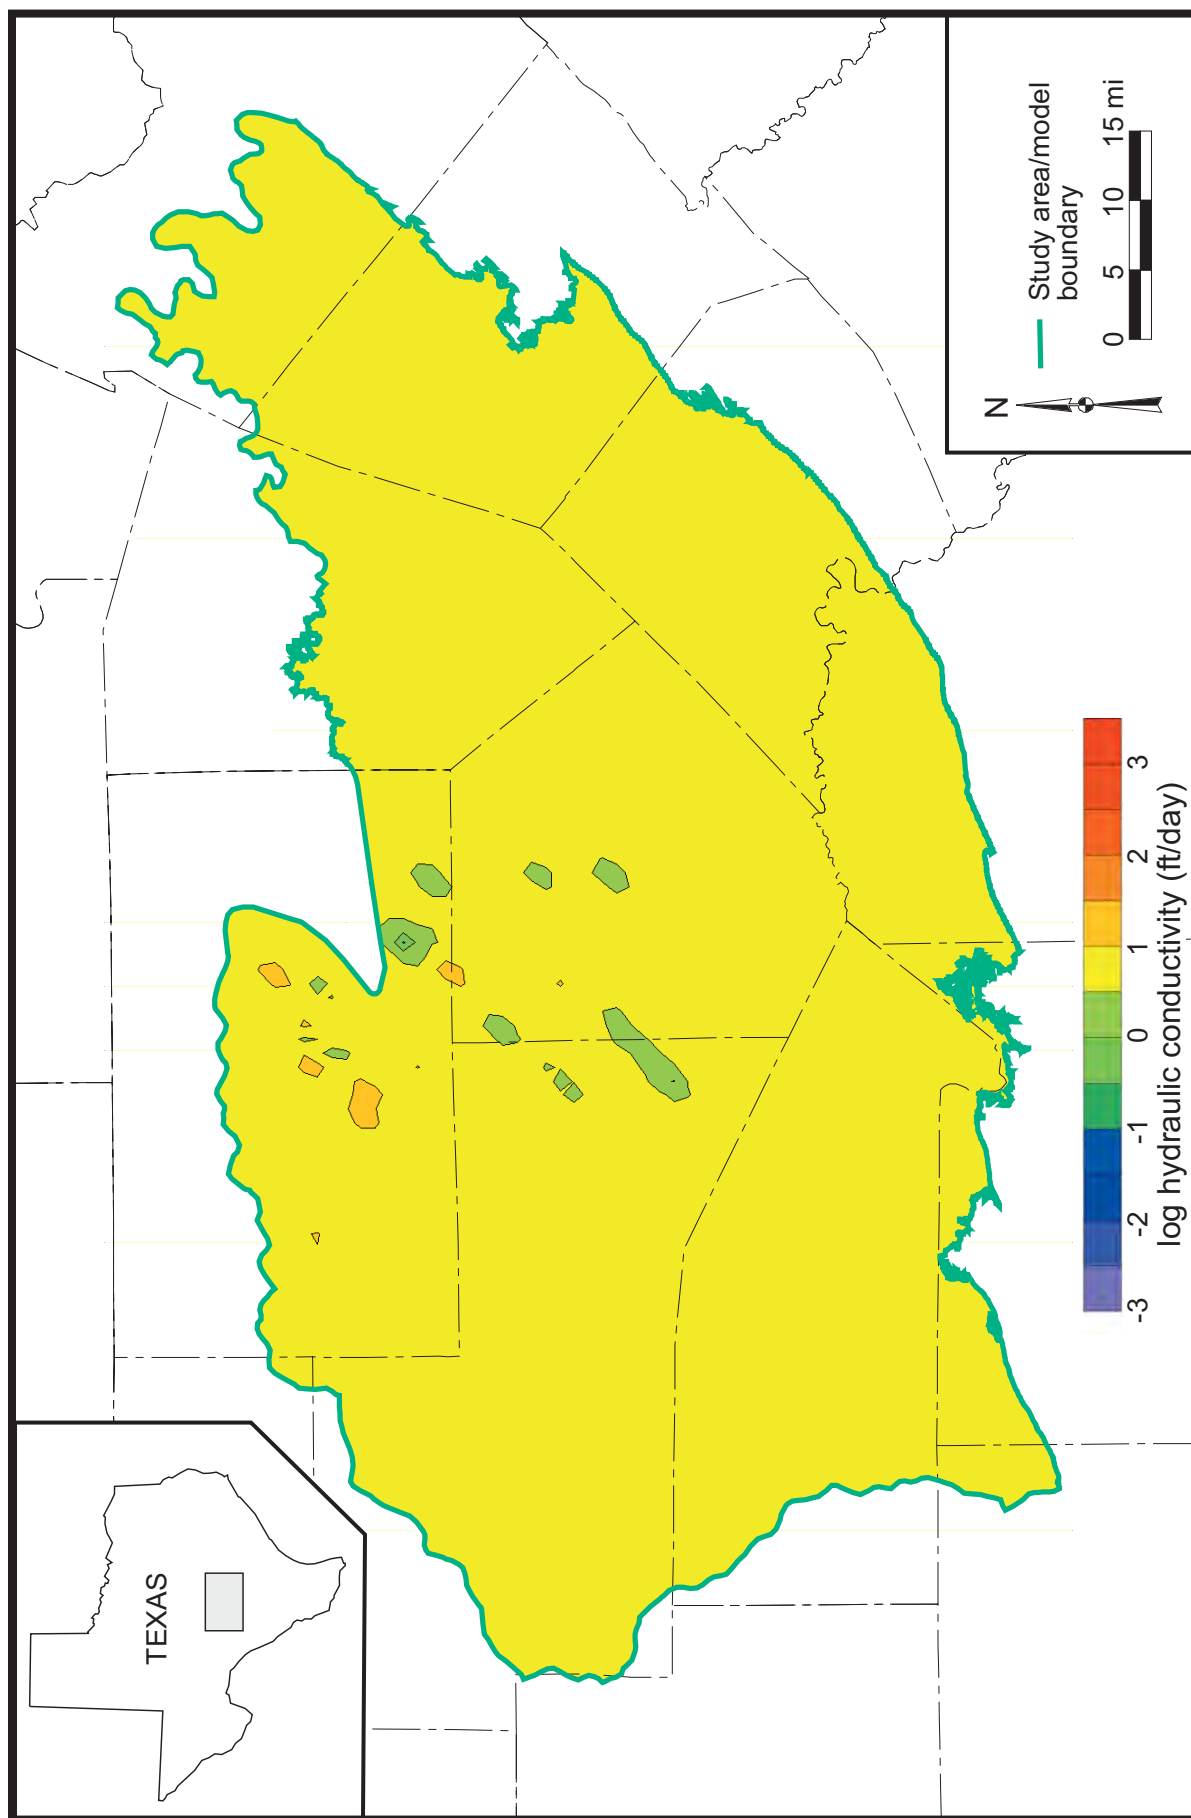 TEXAS
N
Study area/model
boundary
0 5 10 15 mi
-3 -2 -1 0 1 2 3
log hydraulic conductivity (ft/day)